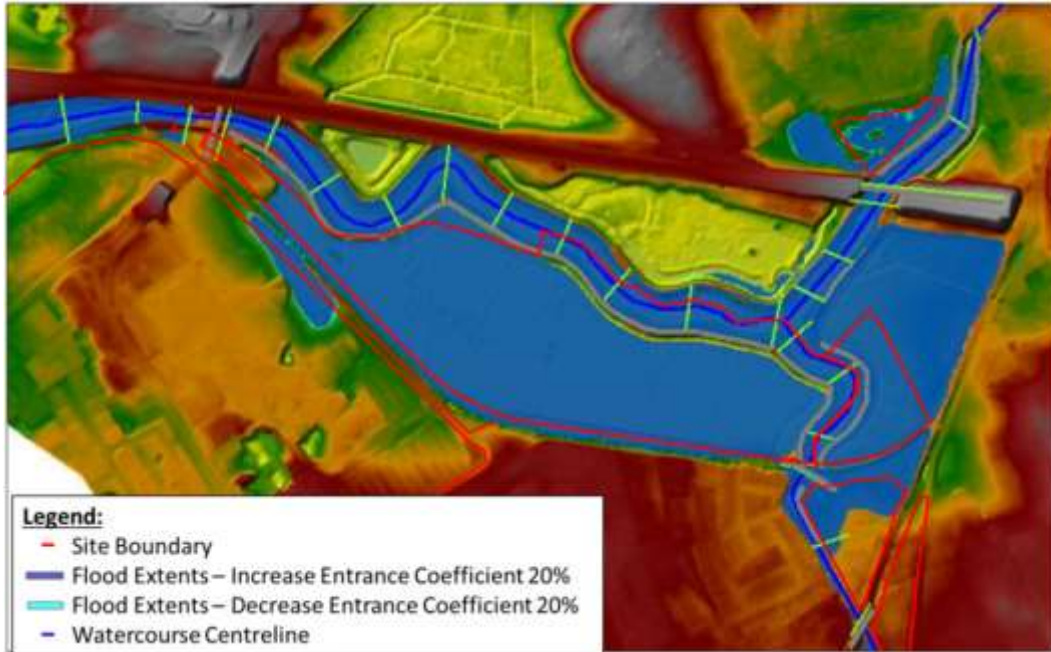 Legend:
Site Boundary
Flood Extents – Increase Entrance Coefficient 20%
Flood Extents – Decrease Entrance Coefficient 20%
Watercourse Centreline